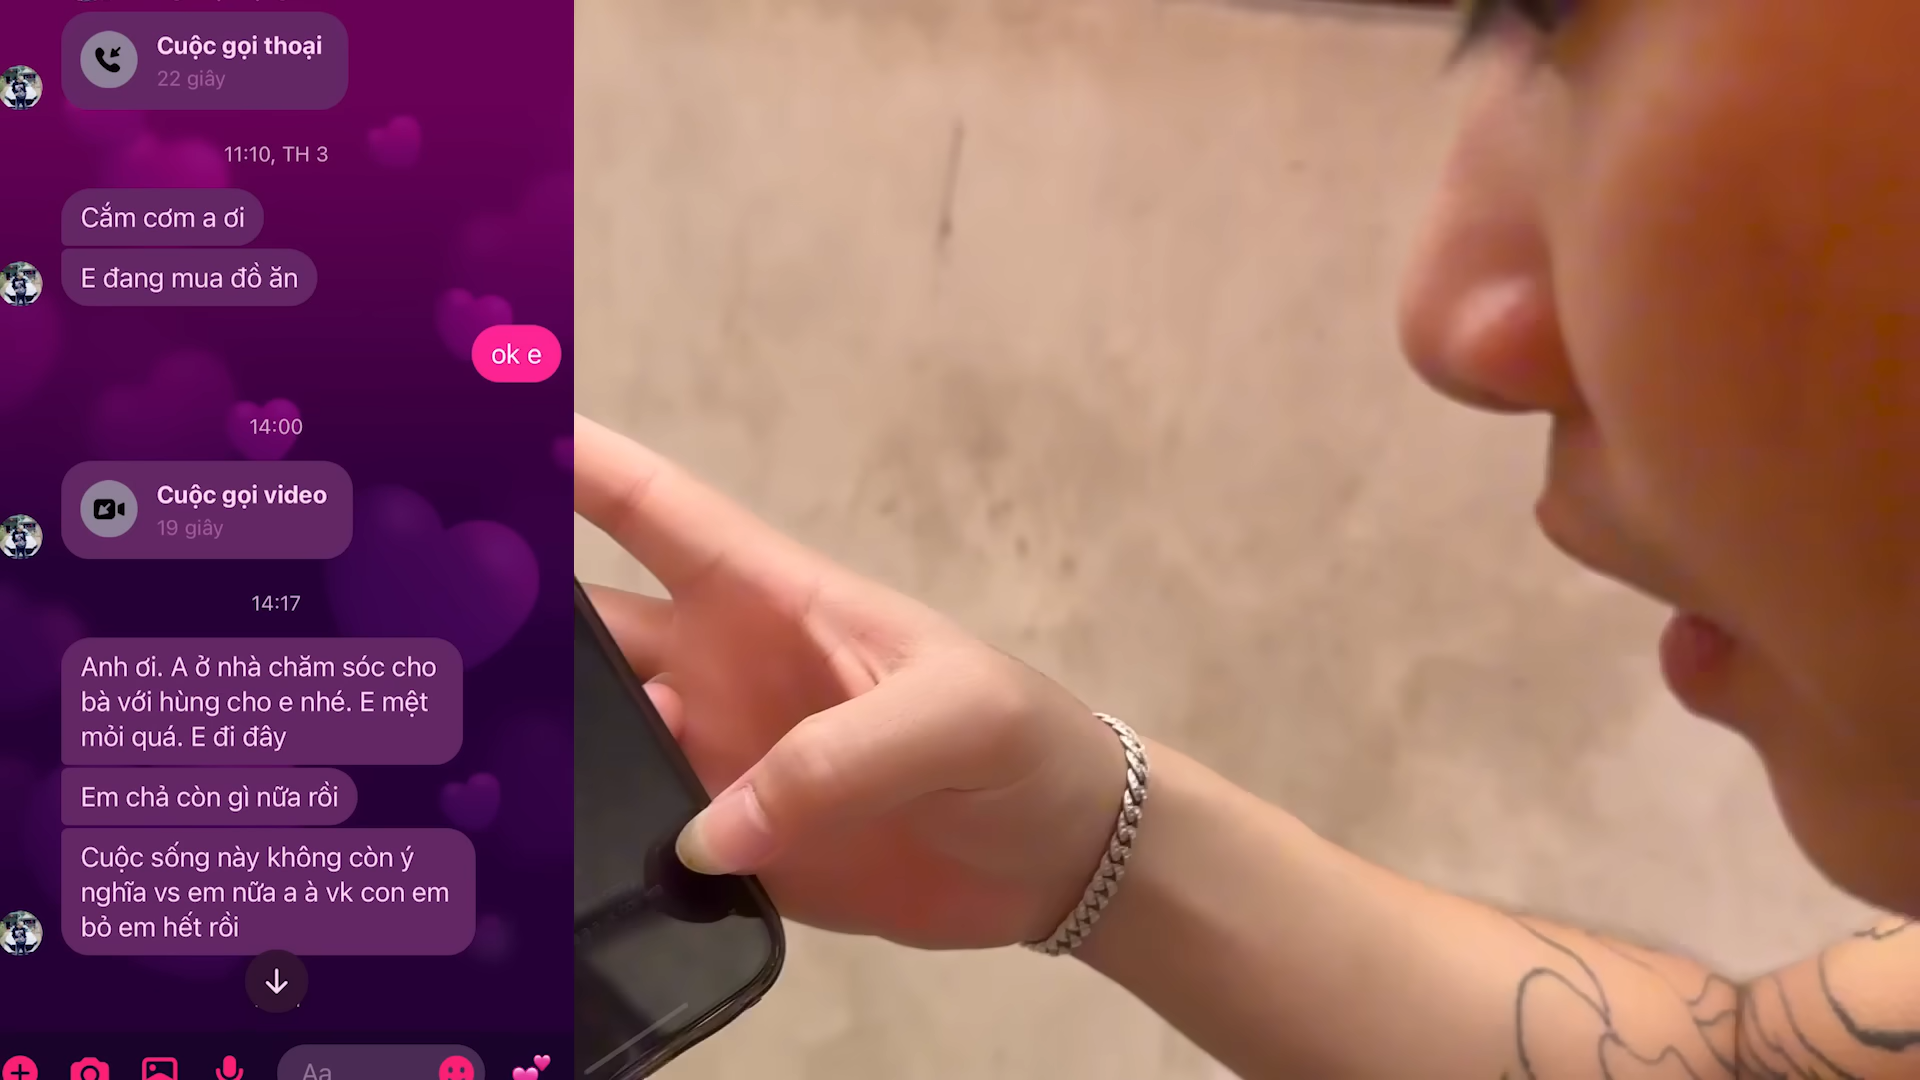 Cuộc gọi thoại
22 giây
11:10, TH 3
Cắm cơm a ơi
E đang mua đồ ăn
ok e
14:00
Cuộc gọi video
19 giây
14:17
Anh ơi. A ở nhà chăm sóc cho
bà với hùng cho e nhé. E mệt
mỏi quá. E đi đây
Em chả còn gì nữa rồi
Cuộc sống này không còn ý
nghĩa vs em nữa a à vk con em
bỏ em hết rồi
Aa